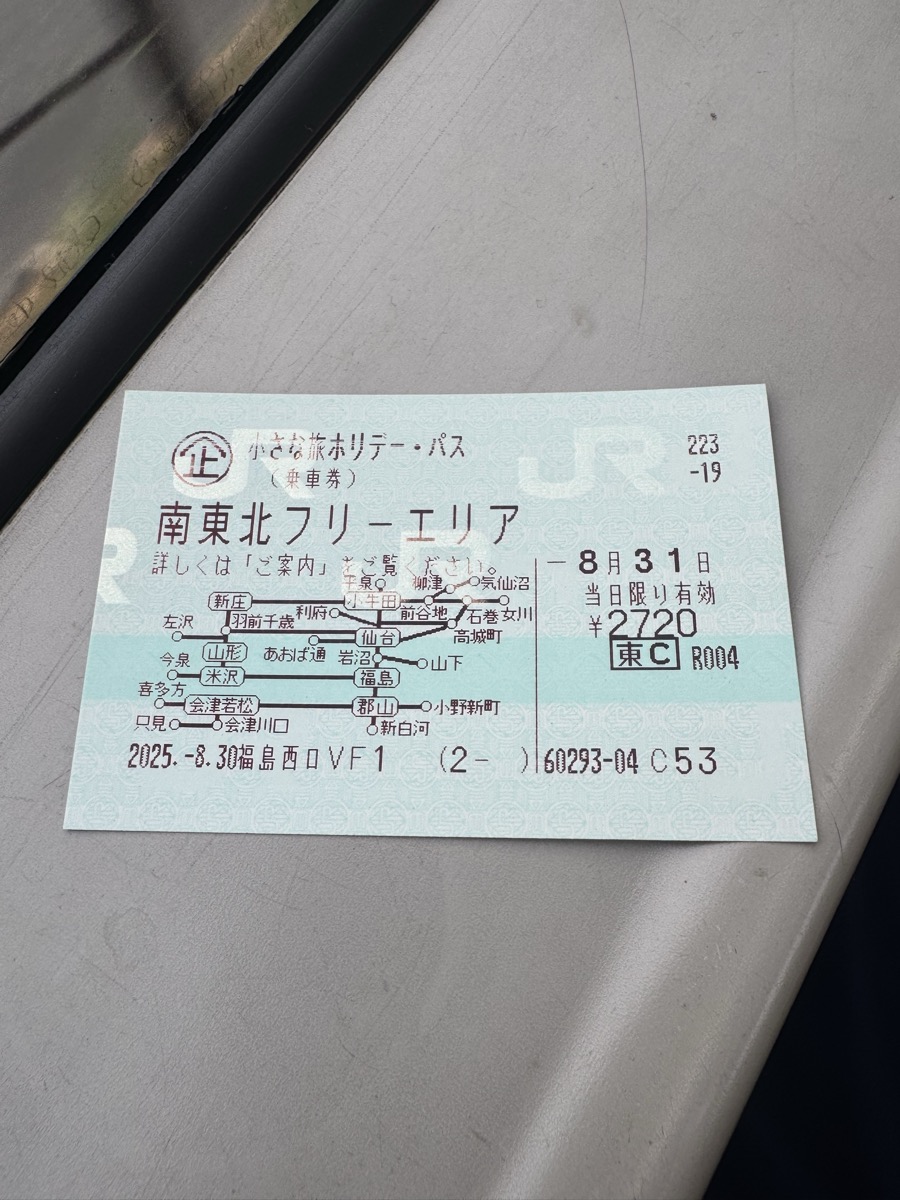 企 小さな旅ホリデー・パス
223
-19
(乗車券)
南東北フリーエリア
詳しくは「ご案内」をご覧ください。
-8月31日
当日限り有効
¥2720
東C R004
平泉 柳津 気仙沼
新庄 小牛田 前谷地 石巻 女川
利府
左沢 羽前千歳 仙台 高城町
山形 あおば通 岩沼 山下
今泉 米沢 福島
喜多方 会津若松 郡山 小野新町
只見 会津川口 新白河
2025.-8.30福島西口VF1 (2- ) 60293-04 C53
JR
JR
JR
R